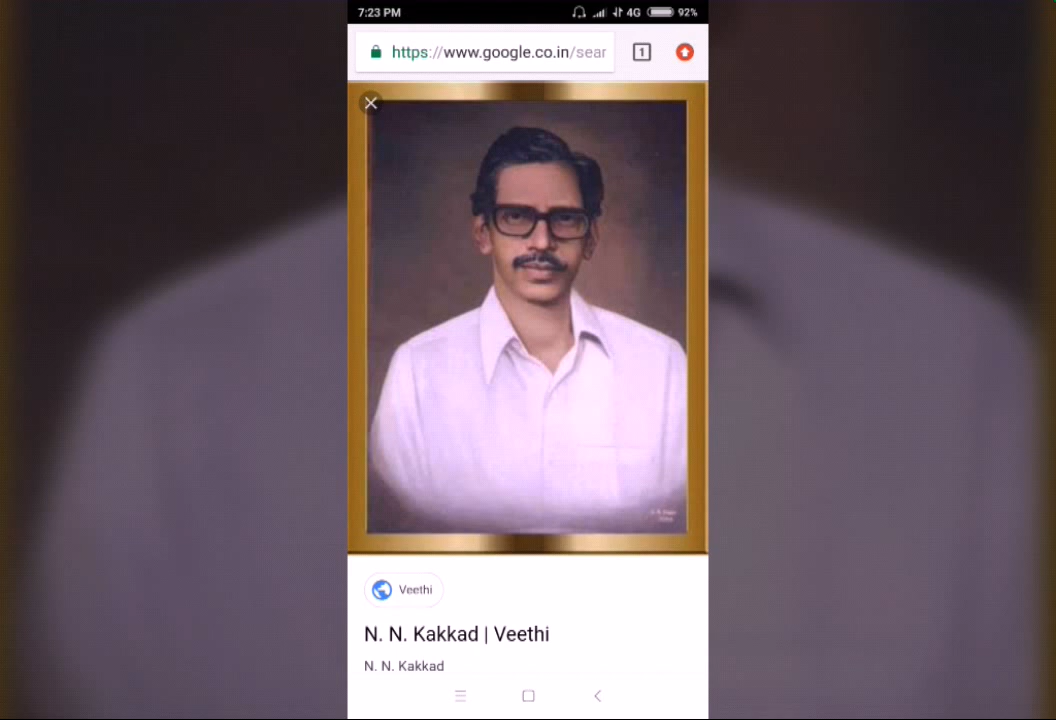 7:23 PM 4G 92%
https://www.google.co.in/sear 1
Veethi
N. N. Kakkad | Veethi
N. N. Kakkad